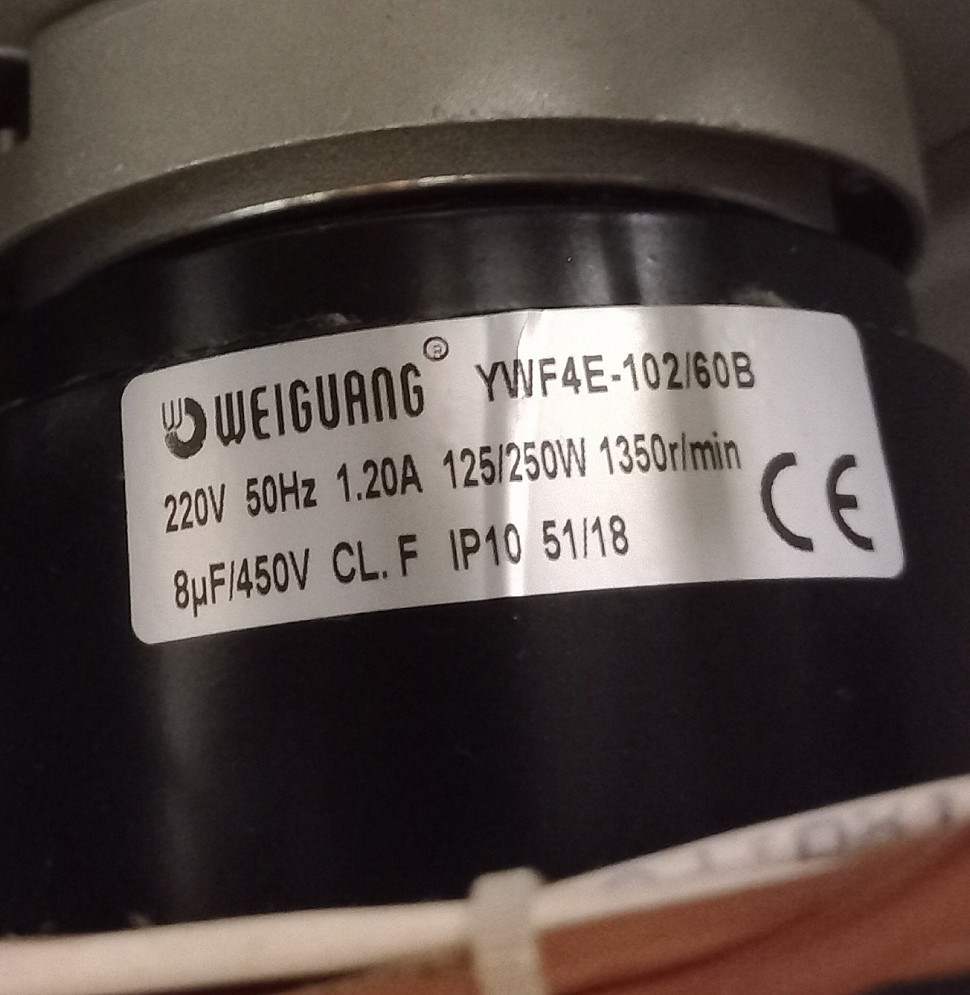 WEIGUANG® YWF4E-102/60B
220V 50Hz 1.20A 125/250W 1350r/min
8µF/450V CL. F IP10 51/18
CE